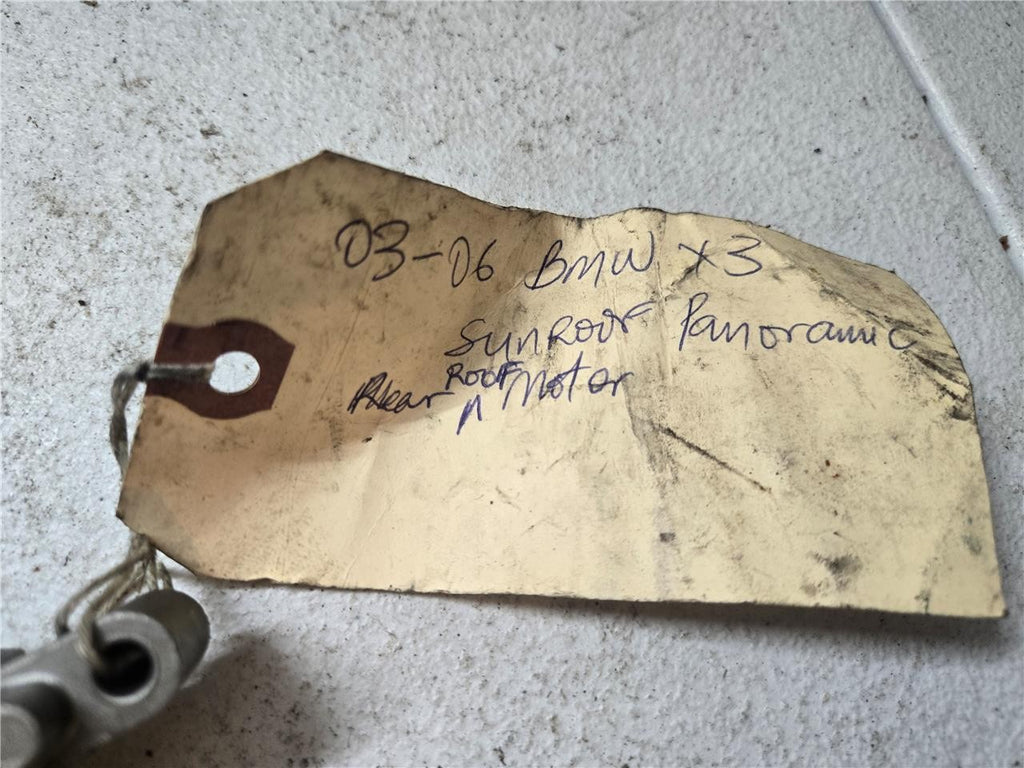 03-06 BMW X3
SunRoof Panoramic
Rear ROOF Motor